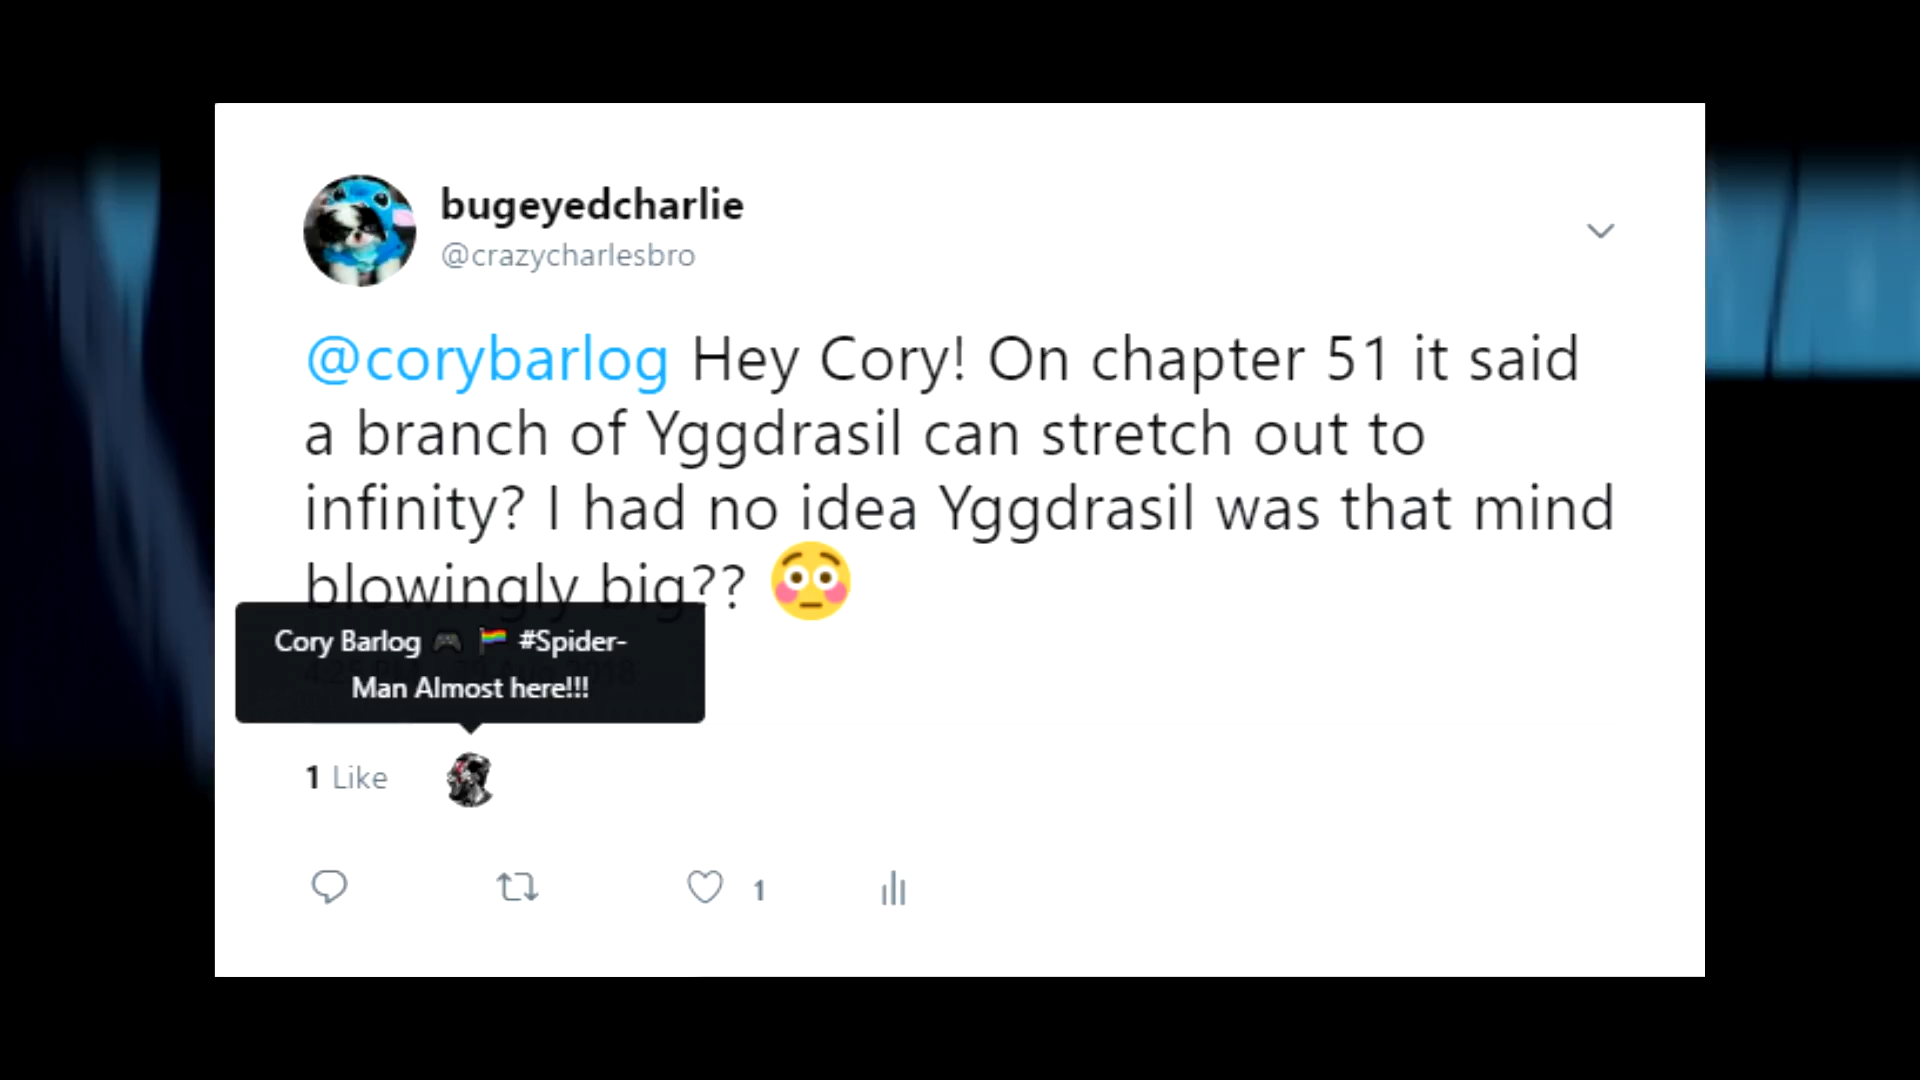 bugeyedcharlie
@crazycharlesbro
@corybarlog Hey Cory! On chapter 51 it said
a branch of Yggdrasil can stretch out to
infinity? I had no idea Yggdrasil was that mind
blowingly big?? 😳
Cory Barlog 🎮 🏳️‍🌈 #Spider-
Man Almost here!!!
1 Like
1